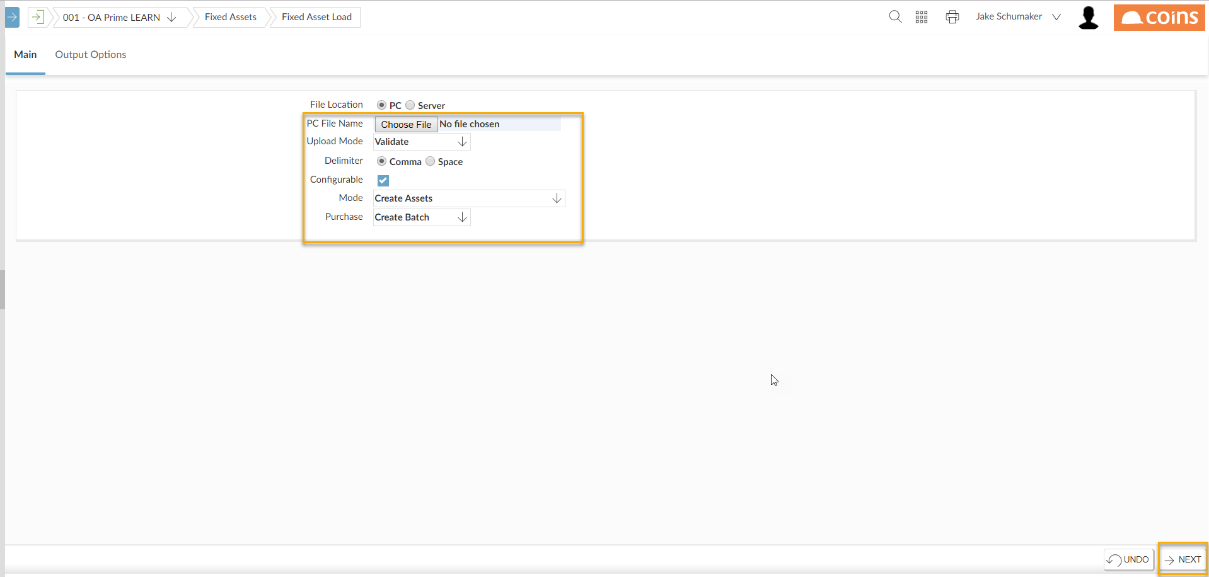 001 - OA Prime LEARN Fixed Assets Fixed Asset Load Jake Schumaker coins
Main Output Options
File Location PC Server
PC File Name Choose File No file chosen
Upload Mode Validate
Delimiter Comma Space
Configurable
Mode Create Assets
Purchase Create Batch
UNDO NEXT